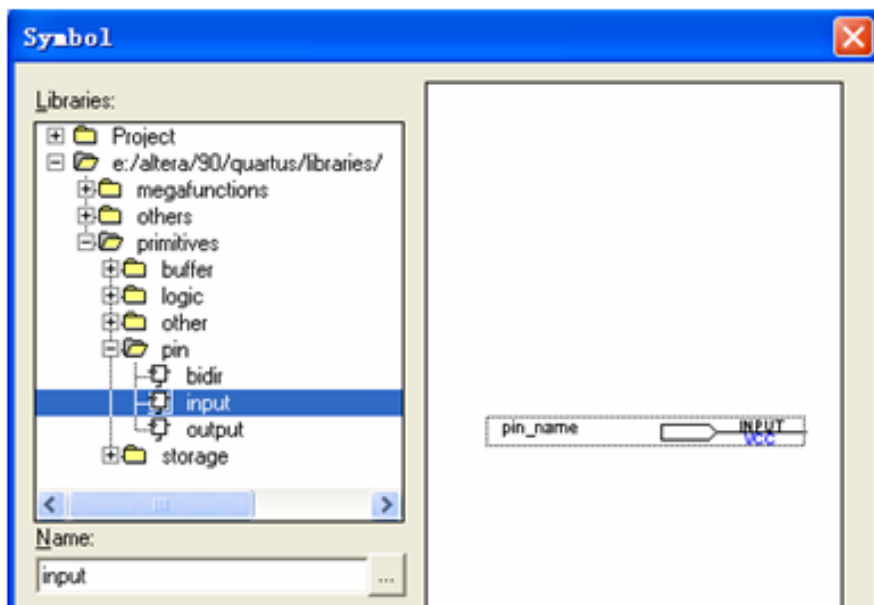 Symbol
Libraries:
Project
e:/altera/90/quartus/libraries/
megafunctions
others
primitives
buffer
logic
other
pin
bidir
input
output
storage
Name:
input
...
pin_name
INPUT
VCC